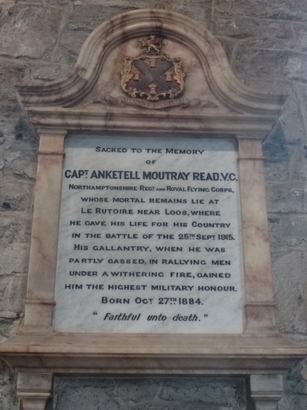 SACRED TO THE MEMORY
OF
CAPT ANKETELL MOUTRAY READ, V.C.
NORTHAMPTONSHIRE REGT AND ROYAL FLYING CORPS,
WHOSE MORTAL REMAINS LIE AT
LE RUTOIRE NEAR LOOS, WHERE
HE GAVE HIS LIFE FOR HIS COUNTRY
IN THE BATTLE OF THE 25TH SEPT 1915.
HIS GALLANTRY, WHEN HE WAS
PARTLY GASSED, IN RALLYING MEN
UNDER A WITHERING FIRE, GAINED
HIM THE HIGHEST MILITARY HONOUR.
BORN OCT 27TH 1884.
"Faithful unto death."